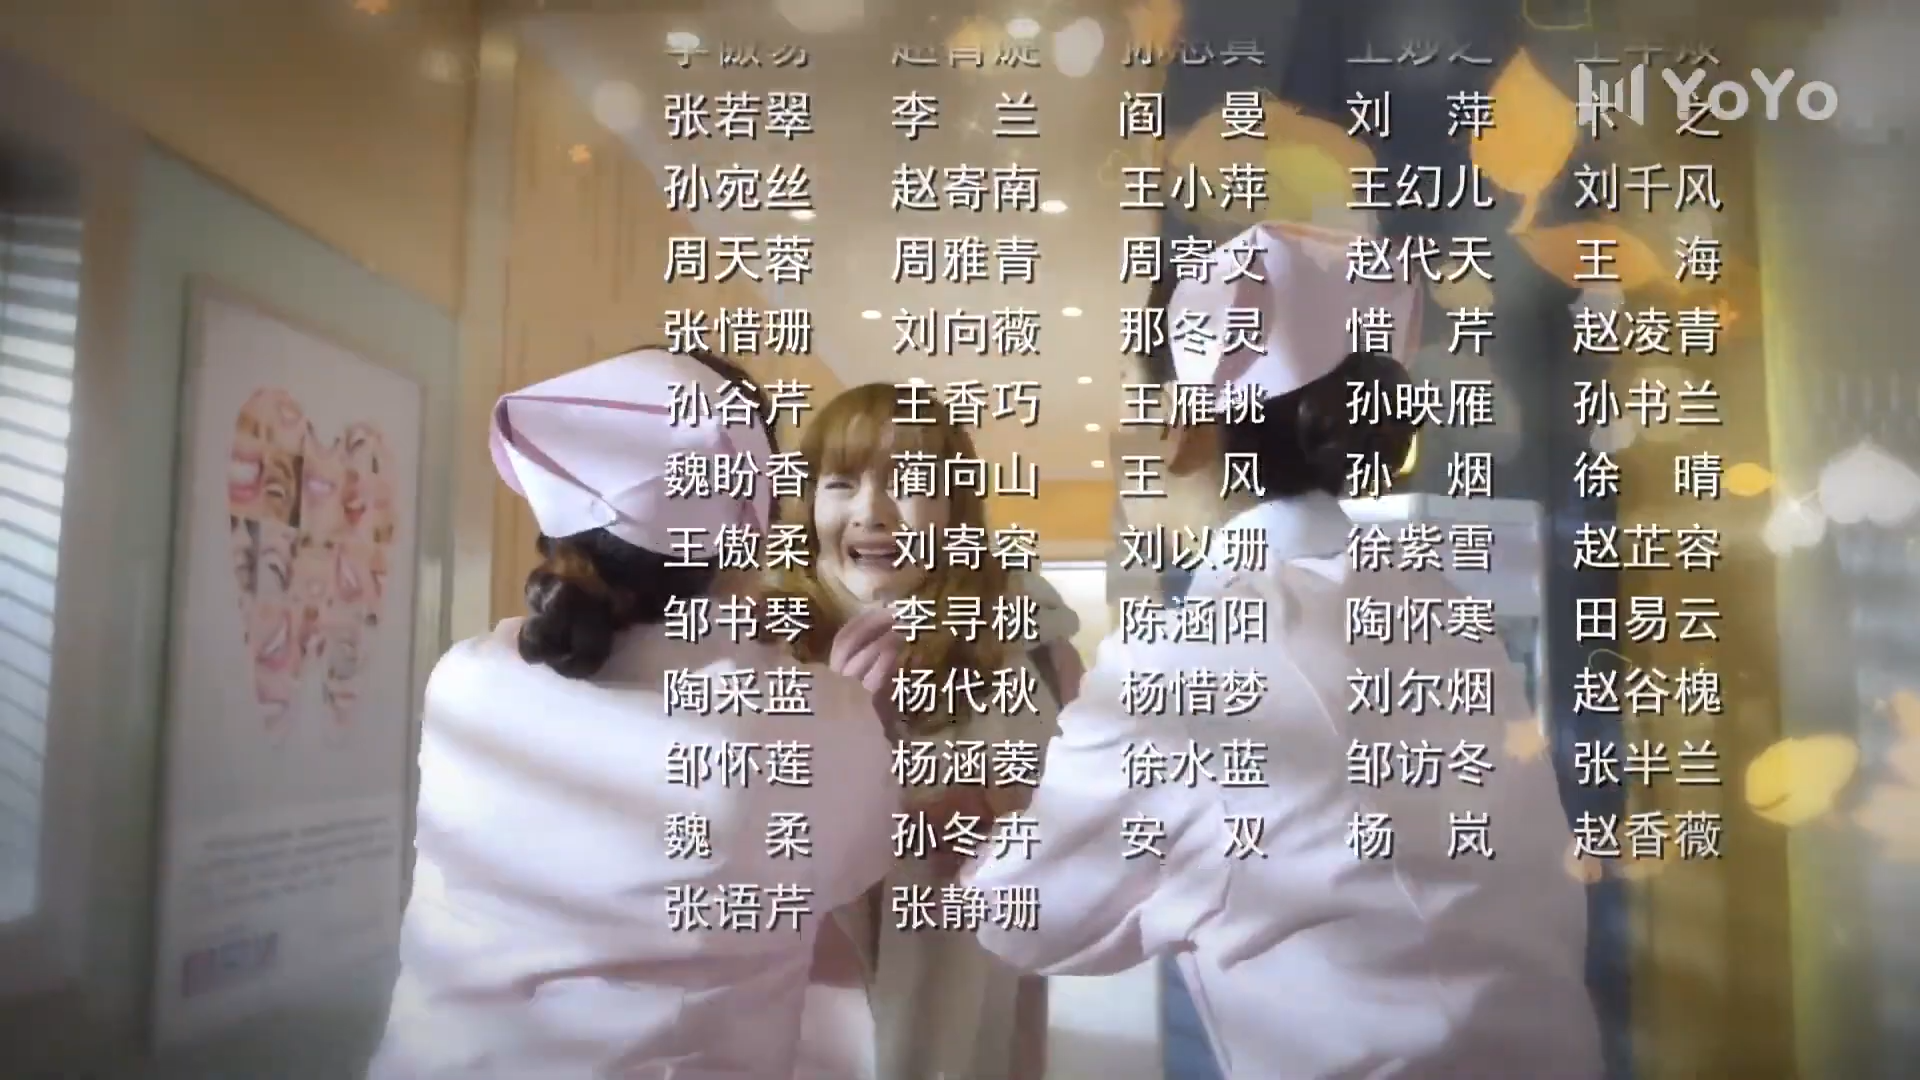 YoYo
张若翠 李 兰 阎 曼 刘 萍 卞 之
孙宛丝 赵寄南 王小萍 王幻儿 刘千风
周天蓉 周雅青 周寄文 赵代天 王 海
张惜珊 刘向薇 那冬灵 惜 芹 赵凌青
孙谷芹 王香巧 王雁桃 孙映雁 孙书兰
魏盼香 蔺向山 王 风 孙 烟 徐 晴
王傲柔 刘寄容 刘以珊 徐紫雪 赵芷容
邹书琴 李寻桃 陈涵阳 陶怀寒 田易云
陶采蓝 杨代秋 杨惜梦 刘尔烟 赵谷槐
邹怀莲 杨涵菱 徐水蓝 邹访冬 张半兰
魏 柔 孙冬卉 安 双 杨 岚 赵香薇
张语芹 张静珊